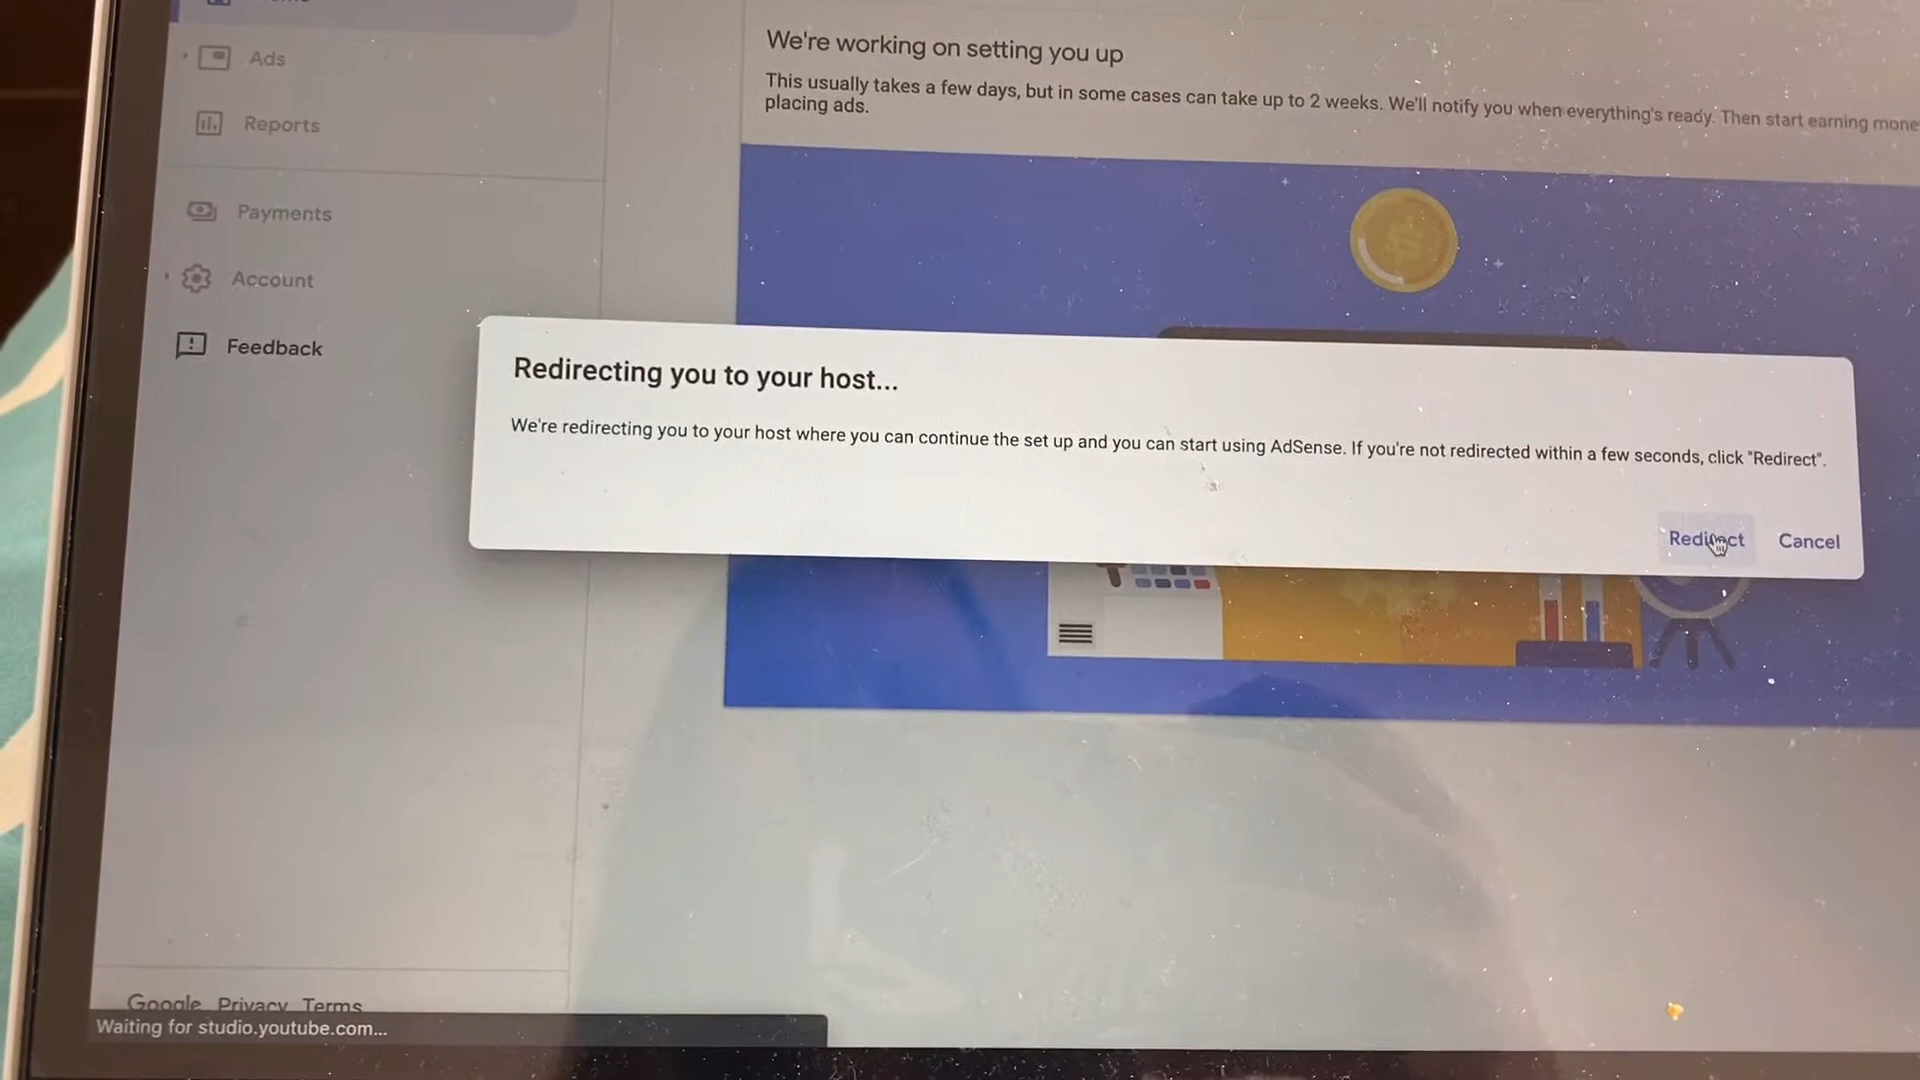 Ads
Reports
Payments
Account
Feedback
We're working on setting you up
This usually takes a few days, but in some cases can take up to 2 weeks. We'll notify you when everything's ready. Then start earning
placing ads.
Redirecting you to your host...
We're redirecting you to your host where you can continue the set up and you can start using AdSense. If you're not redirected within a few seconds, click "Redirect".
Redirect
Cancel
Google Privacy Terms
Waiting for studio.youtube.com...